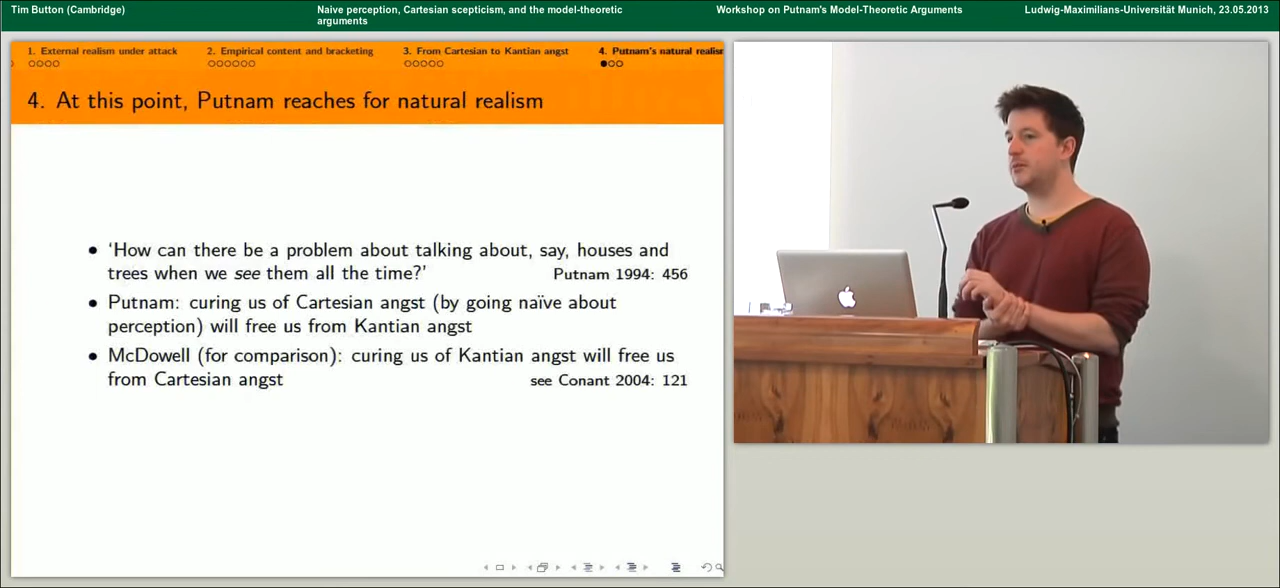 Tim Button (Cambridge)
Naive perception, Cartesian scepticism, and the model-theoretic
arguments
Workshop on Putnam's Model-Theoretic Arguments
Ludwig-Maximilians-Universität Munich, 23.05.2013
1. External realism under attack
2. Empirical content and bracketing
3. From Cartesian to Kantian angst
4. Putnam's natural realism
4. At this point, Putnam reaches for natural realism
• 'How can there be a problem about talking about, say, houses and
trees when we see them all the time?' Putnam 1994: 456
• Putnam: curing us of Cartesian angst (by going naïve about
perception) will free us from Kantian angst
• McDowell (for comparison): curing us of Kantian angst will free us
from Cartesian angst see Conant 2004: 121